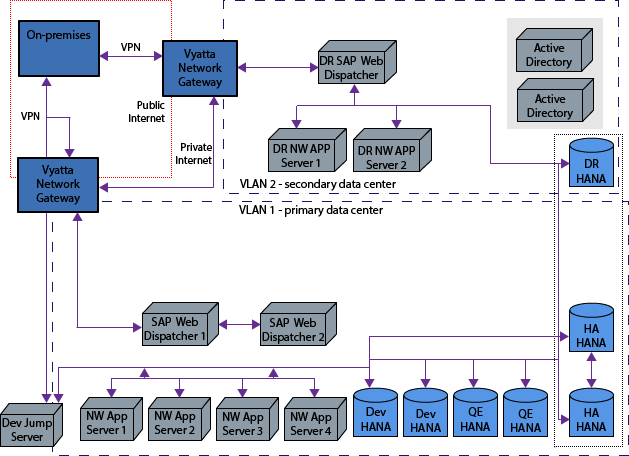 On-premises
VPN
Vyatta
Network
Gateway
DR SAP Web
Dispatcher
Active
Directory
Active
Directory
VPN
Public
Internet
Private
Internet
DR NW APP
Server 1
DR NW APP
Server 2
DR
HANA
Vyatta
Network
Gateway
VLAN 2 - secondary data center
VLAN 1 - primary data center
SAP Web
Dispatcher 1
SAP Web
Dispatcher 2
HA
HANA
Dev Jump
Server
NW App
Server 1
NW App
Server 2
NW App
Server 3
NW App
Server 4
Dev
HANA
Dev
HANA
QE
HANA
QE
HANA
HA
HANA